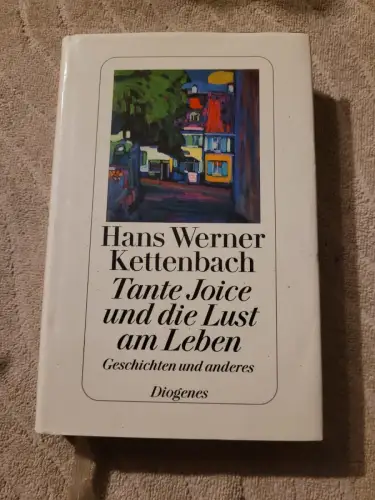 Hans Werner
Kettenbach
Tante Joice
und die Lust
am Leben
Geschichten und anderes
Diogenes